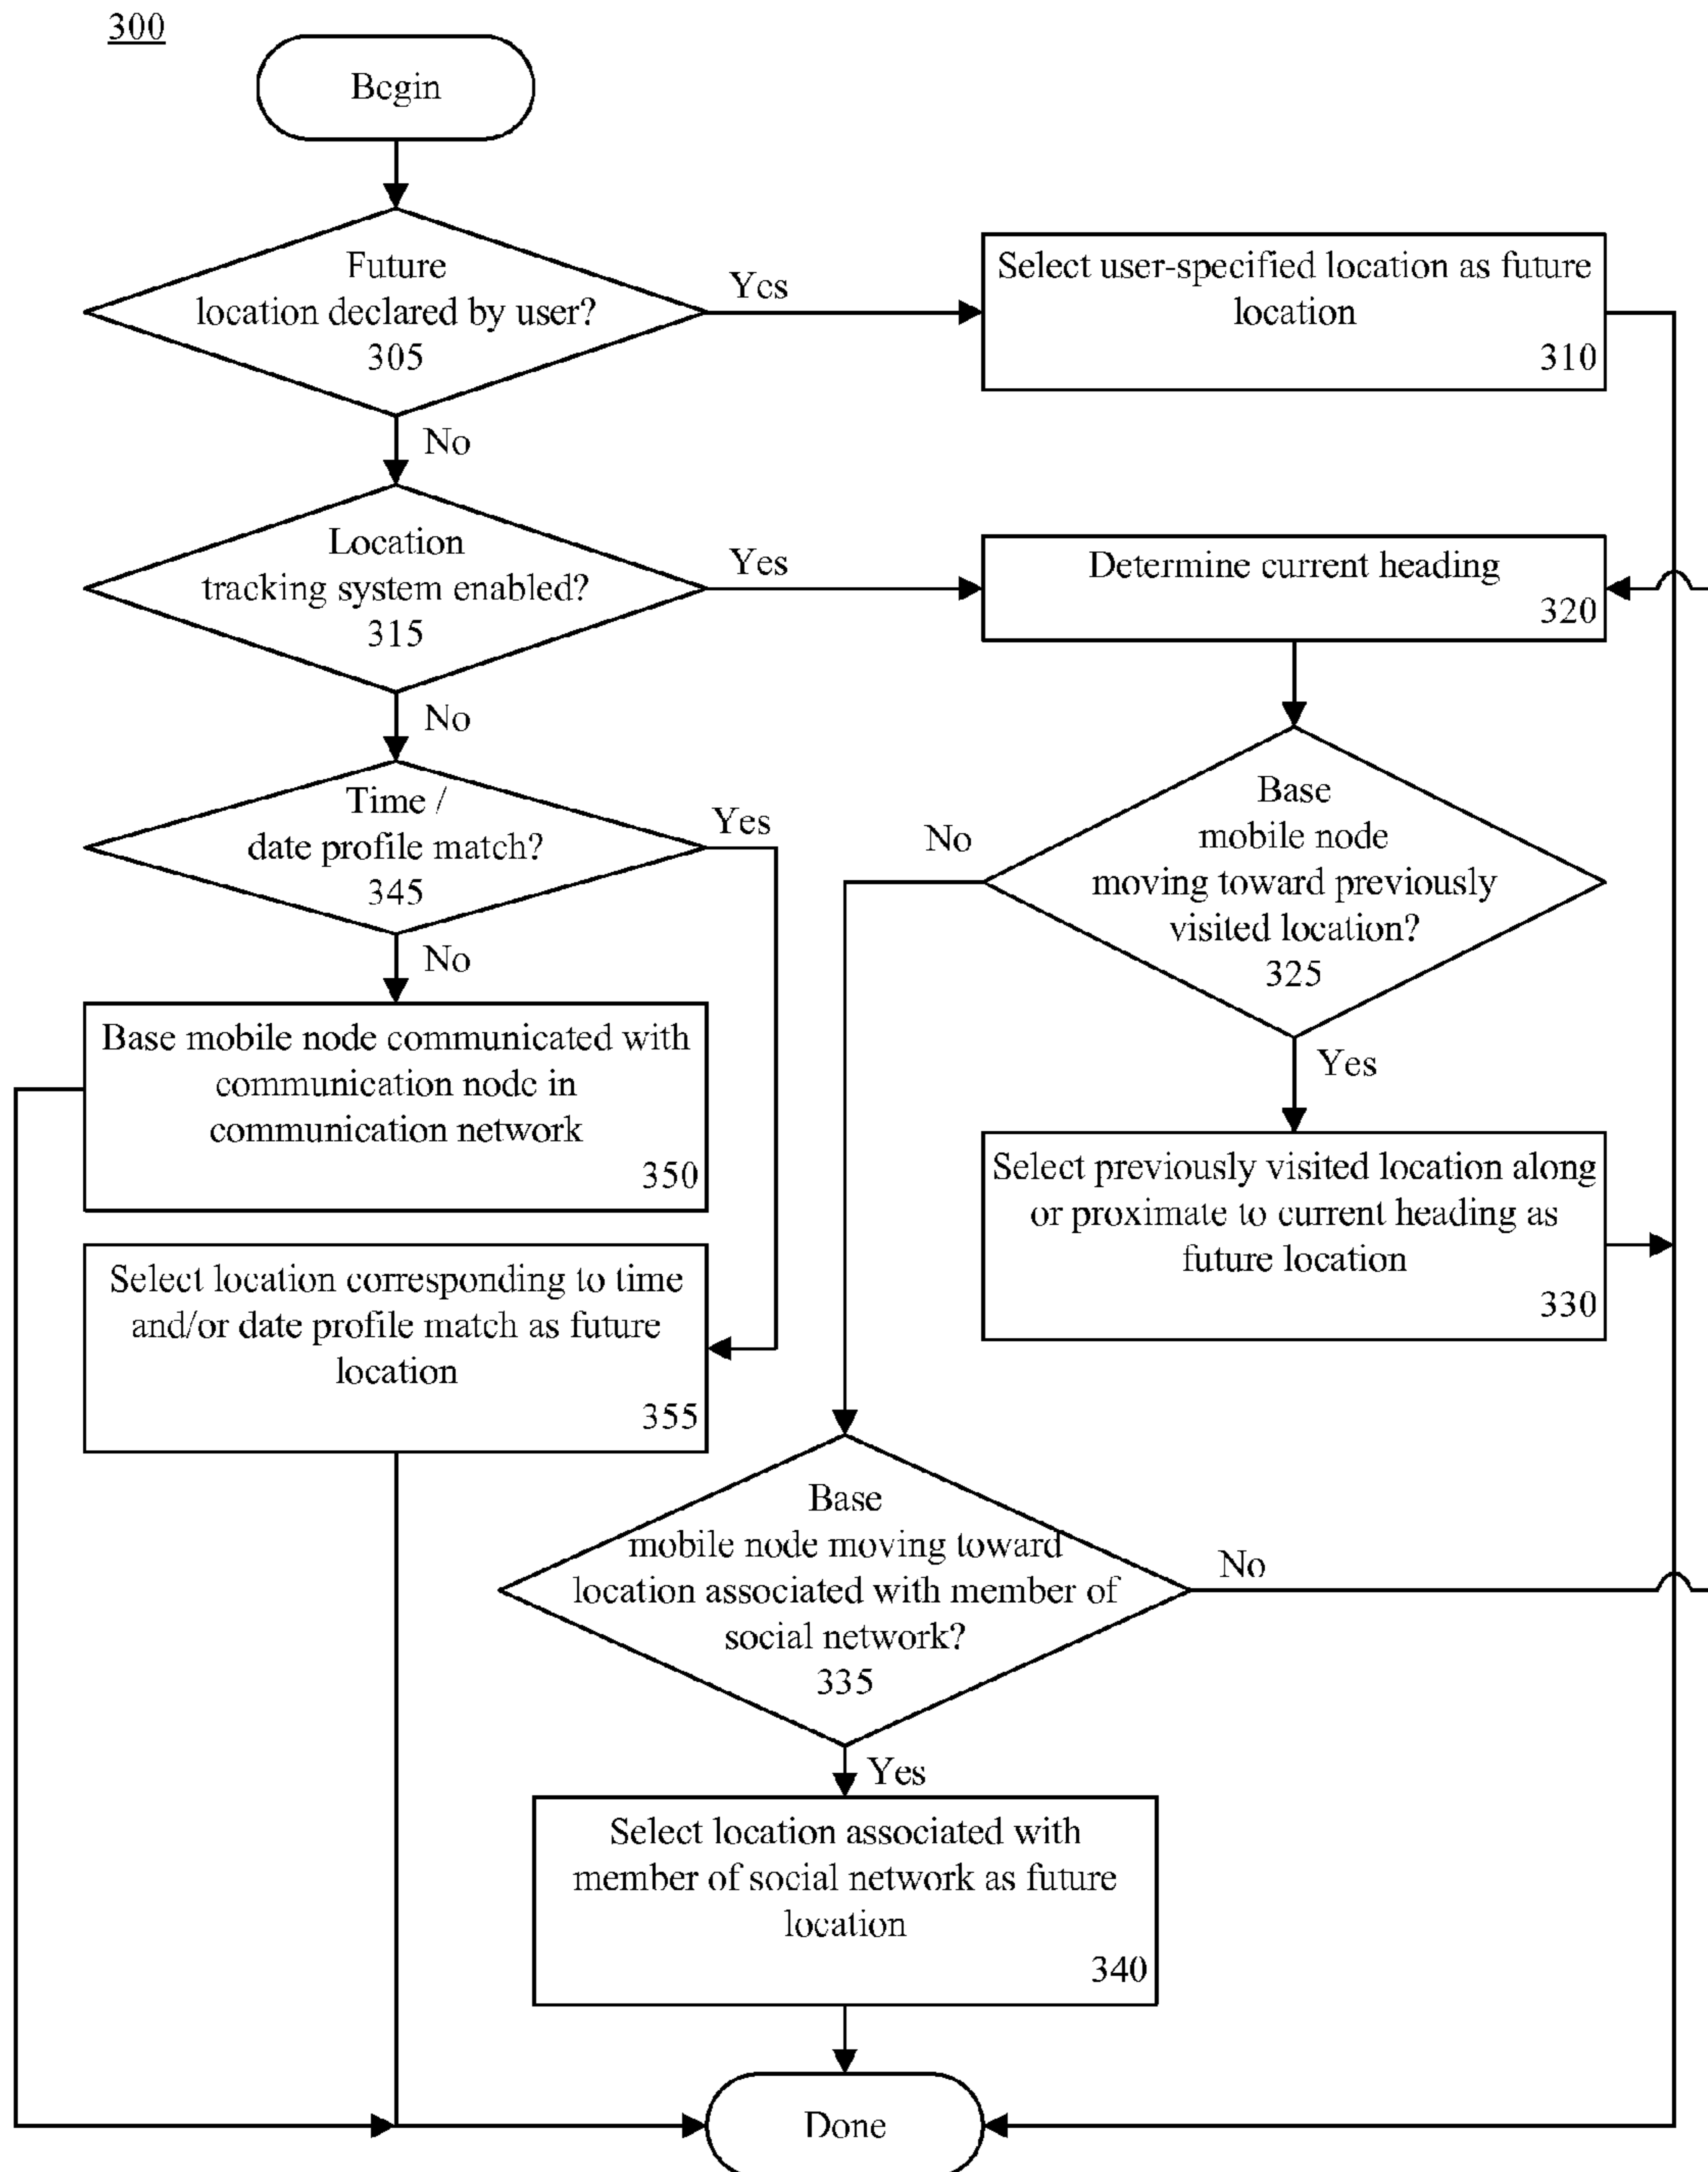 300
Begin
Future
location declared by user?
305
Yes
Select user-specified location as future
location
310
No
Location
tracking system enabled?
315
Yes
Determine current heading
320
No
Time /
date profile match?
345
Yes
Base
mobile node
moving toward previously
visited location?
325
No
Yes
No
Base mobile node communicated with
communication node in
communication network
350
Select previously visited location along
or proximate to current heading as
future location
330
Select location corresponding to time
and/or date profile match as future
location
355
Base
mobile node moving toward
location associated with member of
social network?
335
No
Yes
Select location associated with
member of social network as future
location
340
Done